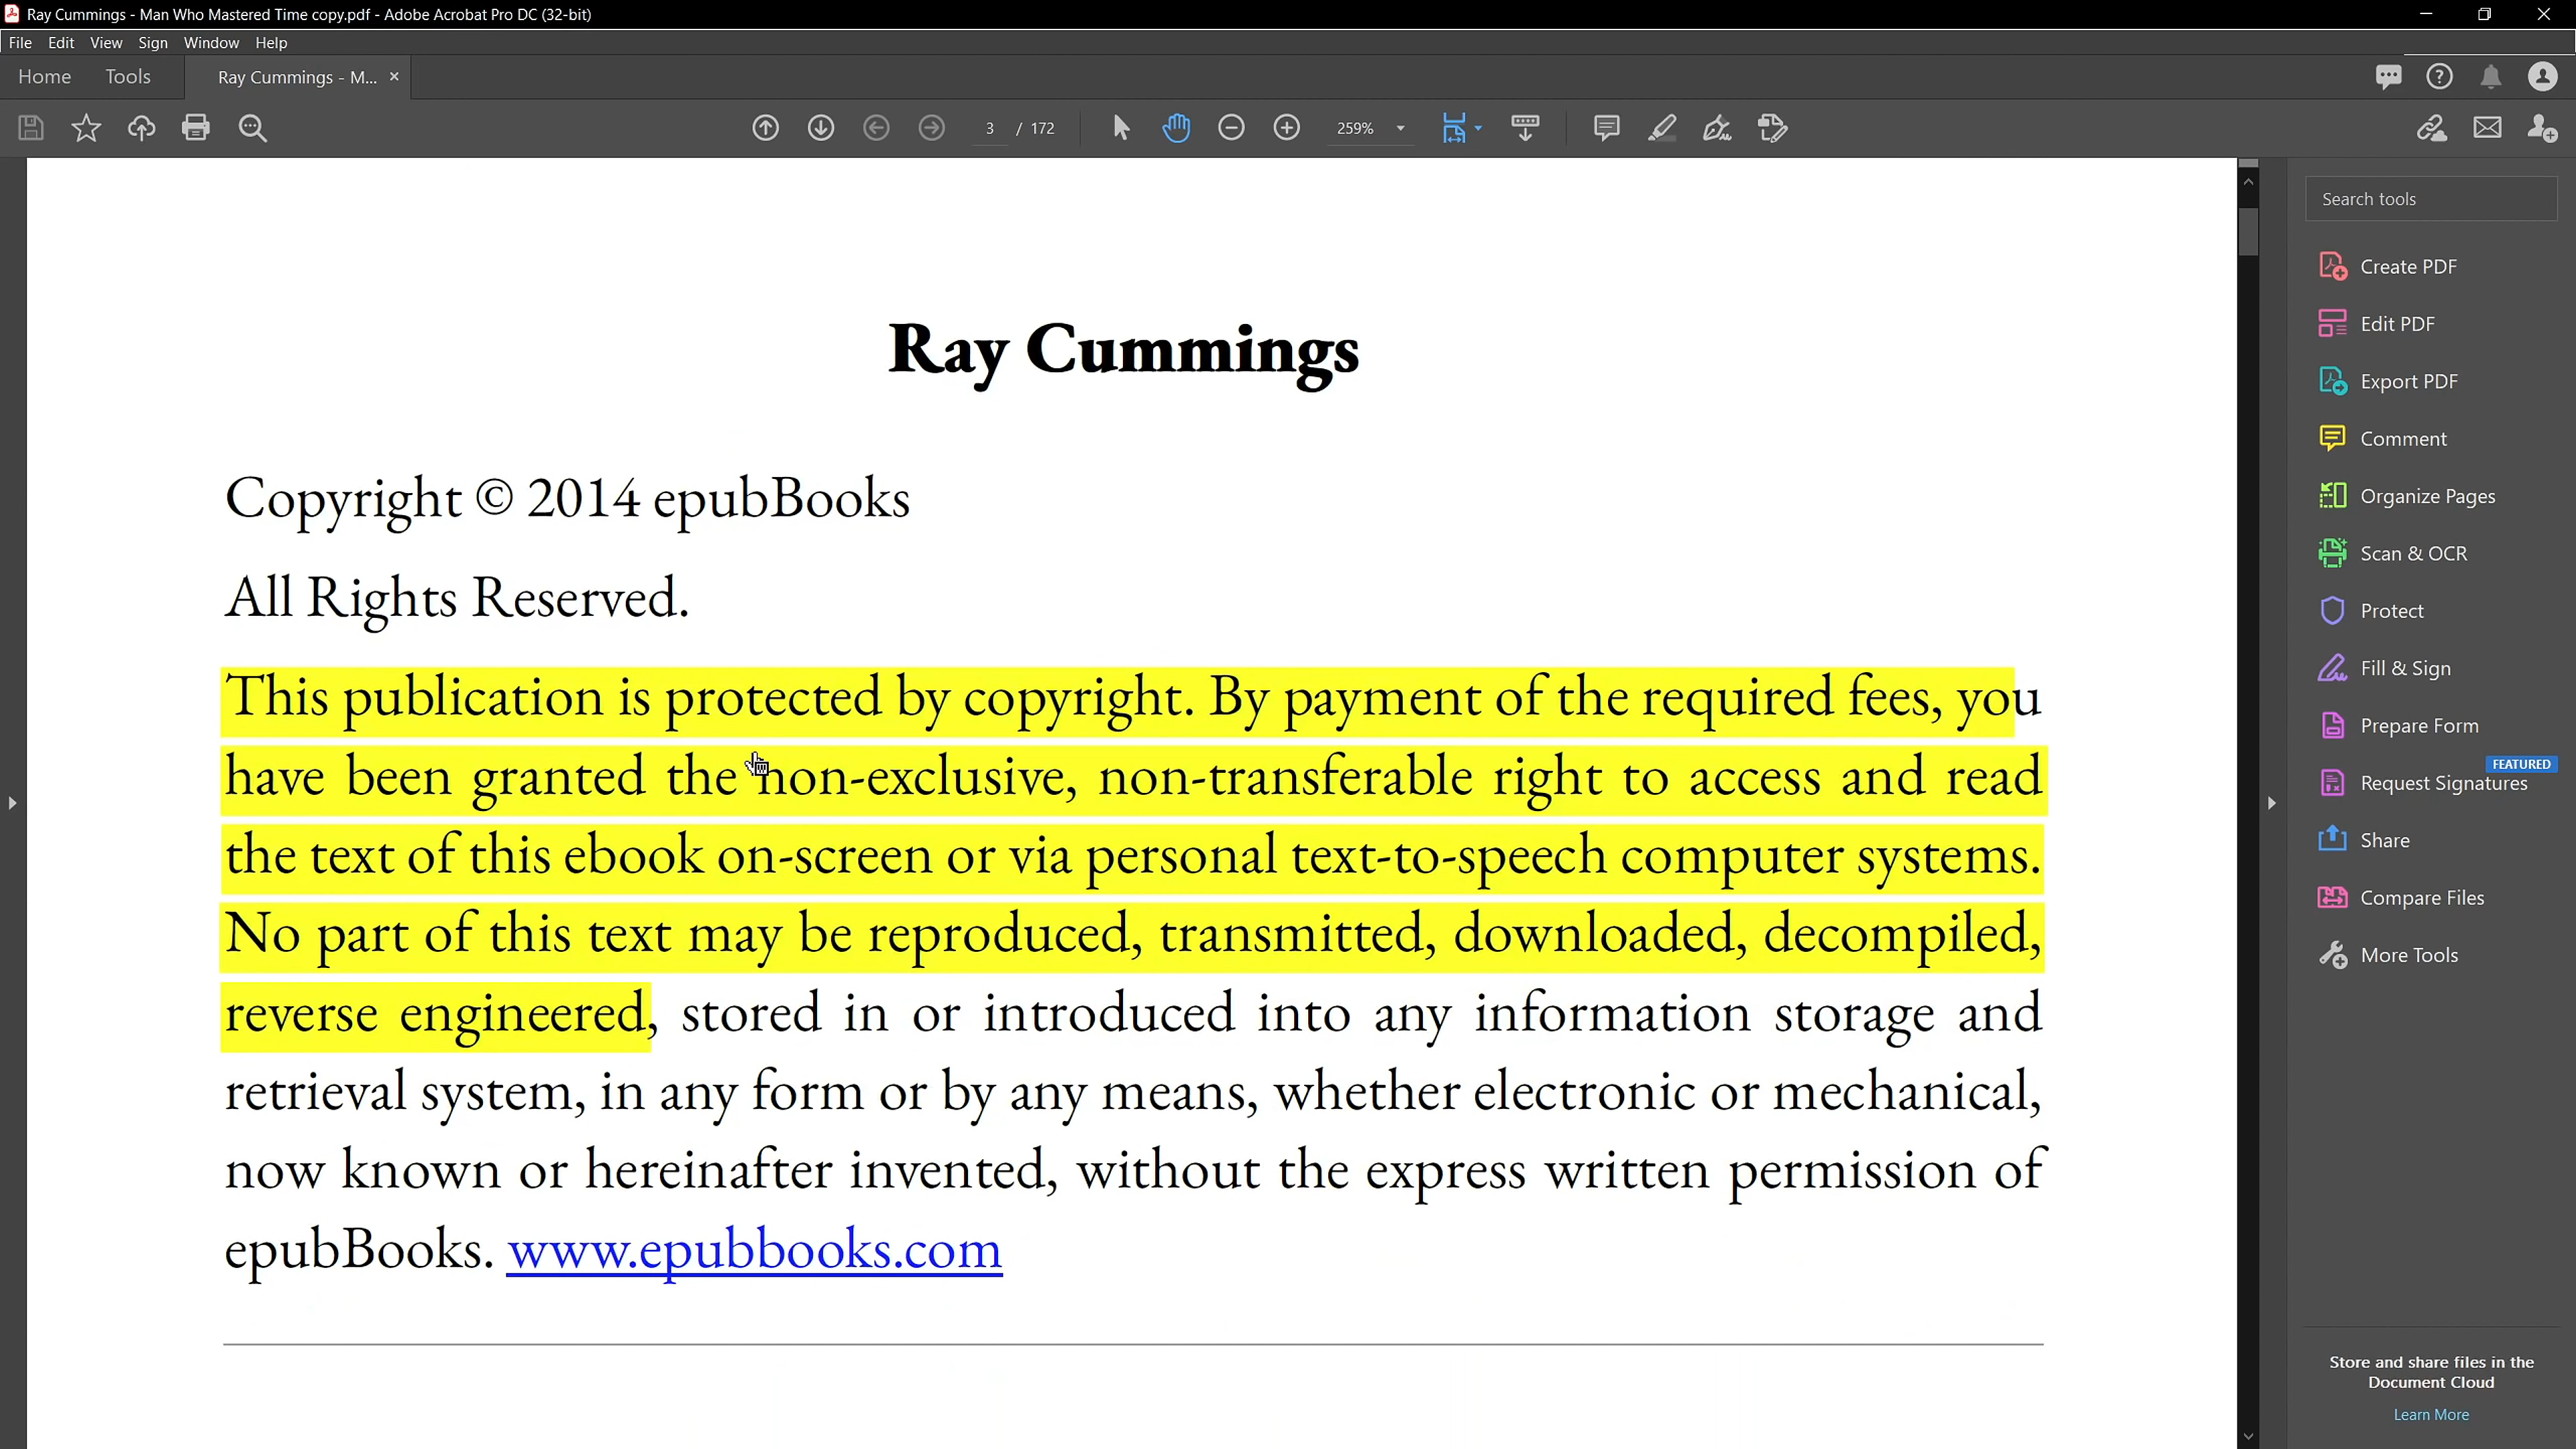 Ray Cummings - Man Who Mastered Time copy.pdf - Adobe Acrobat Pro DC (32-bit)
File Edit View Sign Window Help
Home Tools Ray Cummings - M... ×
3 / 172 259%
Search tools
Create PDF
Edit PDF
Export PDF
Comment
Organize Pages
Scan & OCR
Protect
Fill & Sign
Prepare Form
FEATURED
Request Signatures
Share
Compare Files
More Tools
Store and share files in the
Document Cloud
Learn More
Ray Cummings
Copyright © 2014 epubBooks
All Rights Reserved.
This publication is protected by copyright. By payment of the required fees, you
have been granted the non-exclusive, non-transferable right to access and read
the text of this ebook on-screen or via personal text-to-speech computer systems.
No part of this text may be reproduced, transmitted, downloaded, decompiled,
reverse engineered, stored in or introduced into any information storage and
retrieval system, in any form or by any means, whether electronic or mechanical,
now known or hereinafter invented, without the express written permission of
epubBooks. www.epubbooks.com